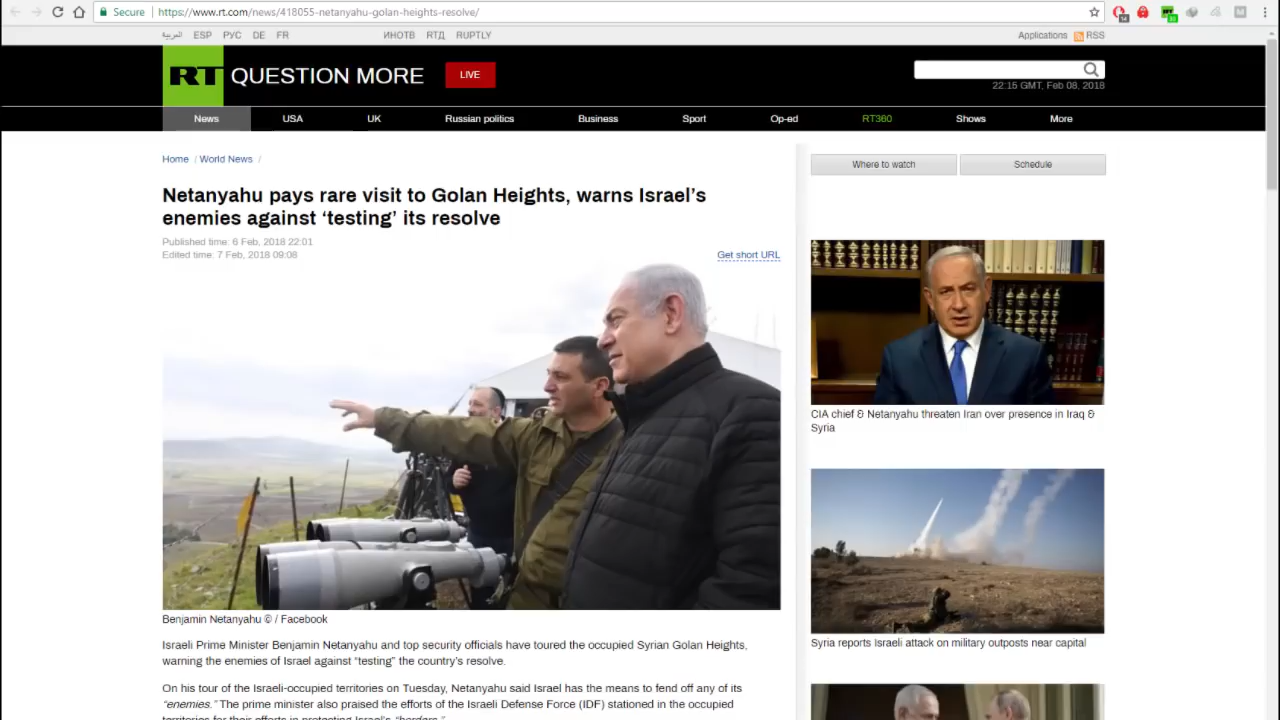 Secure
https://www.rt.com/news/418055-netanyahu-golan-heights-resolve/
العربية ESP РУС DE FR ИНОТВ РТД RUPTLY
Applications RSS
RT QUESTION MORE LIVE
22:15 GMT, Feb 08, 2018
News USA UK Russian politics Business Sport Op-ed RT360 Shows More
Home / World News /
Where to watch Schedule
Netanyahu pays rare visit to Golan Heights, warns Israel’s
enemies against ‘testing’ its resolve
Published time: 6 Feb, 2018 22:01
Edited time: 7 Feb, 2018 09:08
Get short URL
Benjamin Netanyahu © / Facebook
Israeli Prime Minister Benjamin Netanyahu and top security officials have toured the occupied Syrian Golan Heights,
warning the enemies of Israel against “testing” the country’s resolve.
On his tour of the Israeli-occupied territories on Tuesday, Netanyahu said Israel has the means to fend off any of its
“enemies.” The prime minister also praised the efforts of the Israeli Defense Force (IDF) stationed in the occupied
territories for their efforts in protecting Israel’s “borders.”
CIA chief & Netanyahu threaten Iran over presence in Iraq &
Syria
Syria reports Israeli attack on military outposts near capital